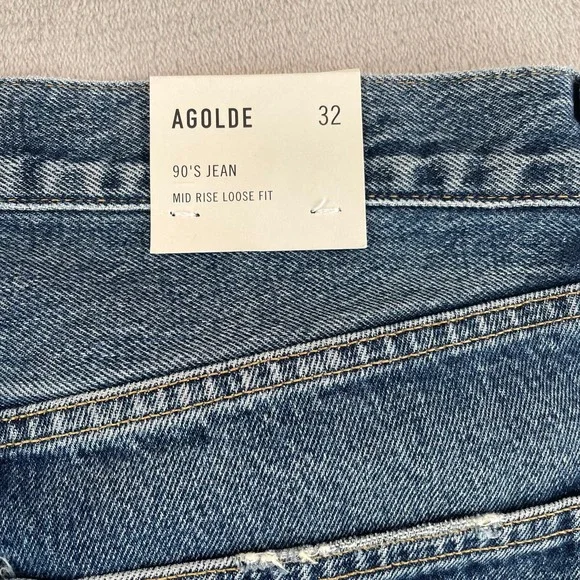 AGOLDE 32
90'S JEAN
MID RISE LOOSE FIT